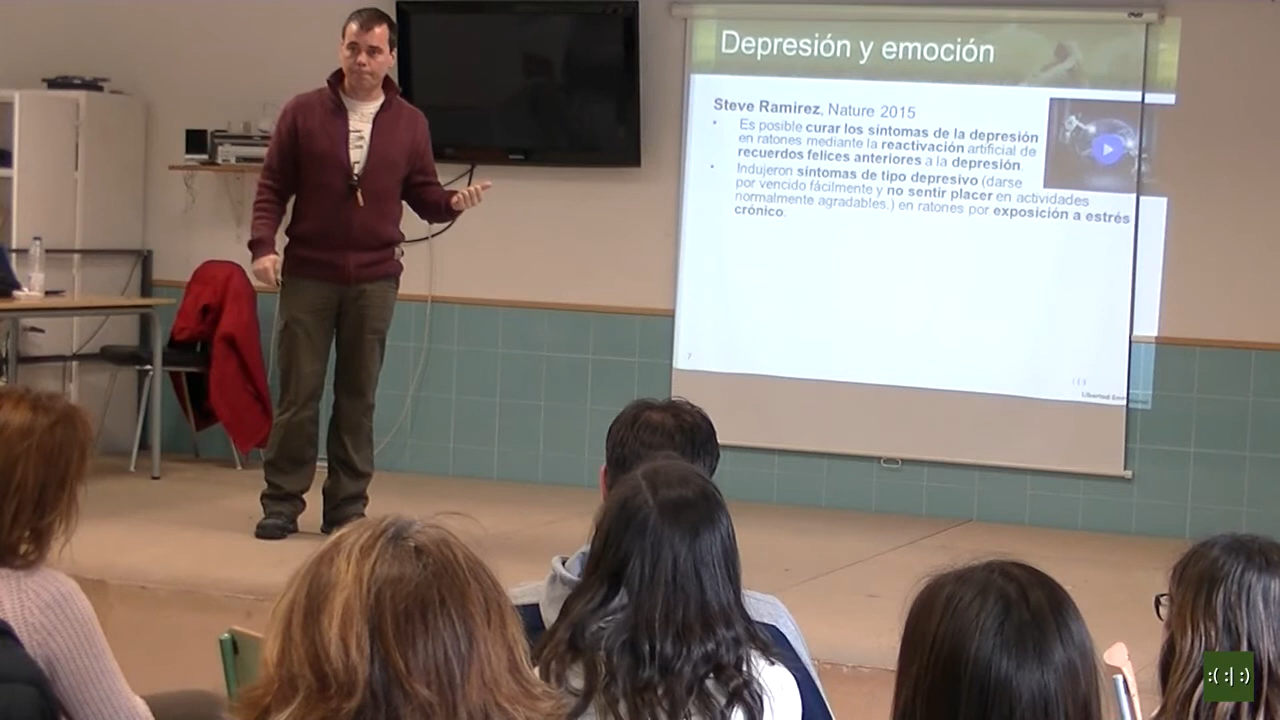 Depresión y emoción
Steve Ramirez, Nature 2015
• Es posible curar los síntomas de la depresión
en ratones mediante la reactivación artificial de
recuerdos felices anteriores a la depresión.
• Indujeron síntomas de tipo depresivo (darse
por vencido fácilmente y no sentir placer en actividades
normalmente agradables.) en ratones por exposición a estrés
crónico.
7
Libertad
:( :| :)